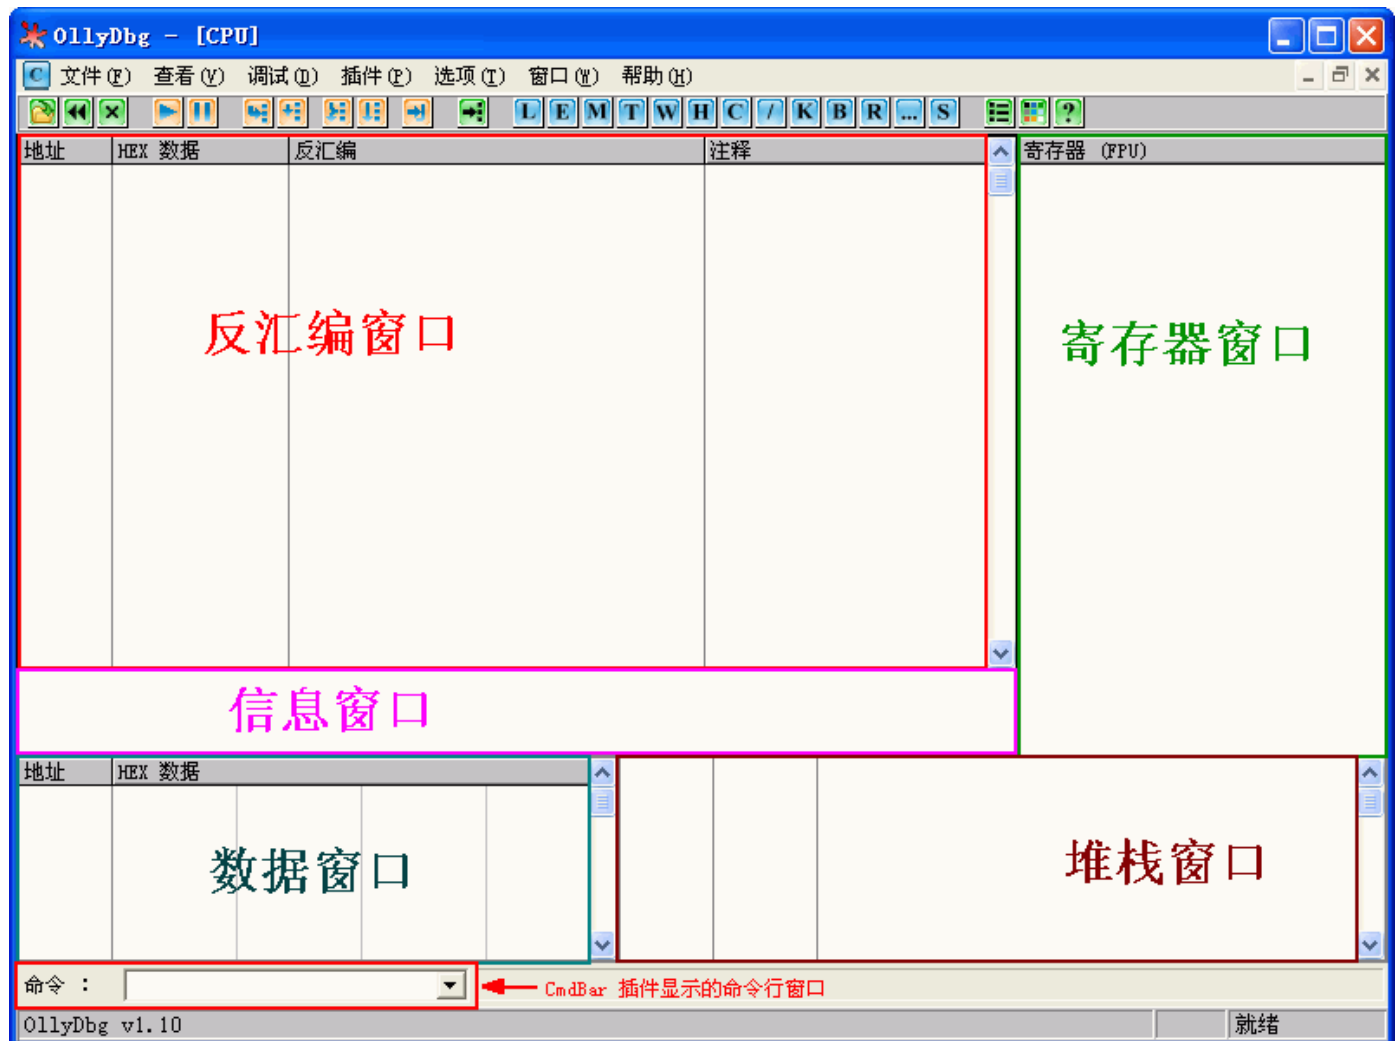 OllyDbg - [CPU]
C 文件(F) 查看(V) 调试(D) 插件(P) 选项(T) 窗口(W) 帮助(H)
L E M T W H C / K B R ... S ?
地址 HEX 数据 反汇编 注释 寄存器 (FPU)
反汇编窗口
寄存器窗口
信息窗口
地址 HEX 数据
数据窗口
堆栈窗口
命令 :
CmdBar 插件显示的命令行窗口
OllyDbg v1.10 就绪